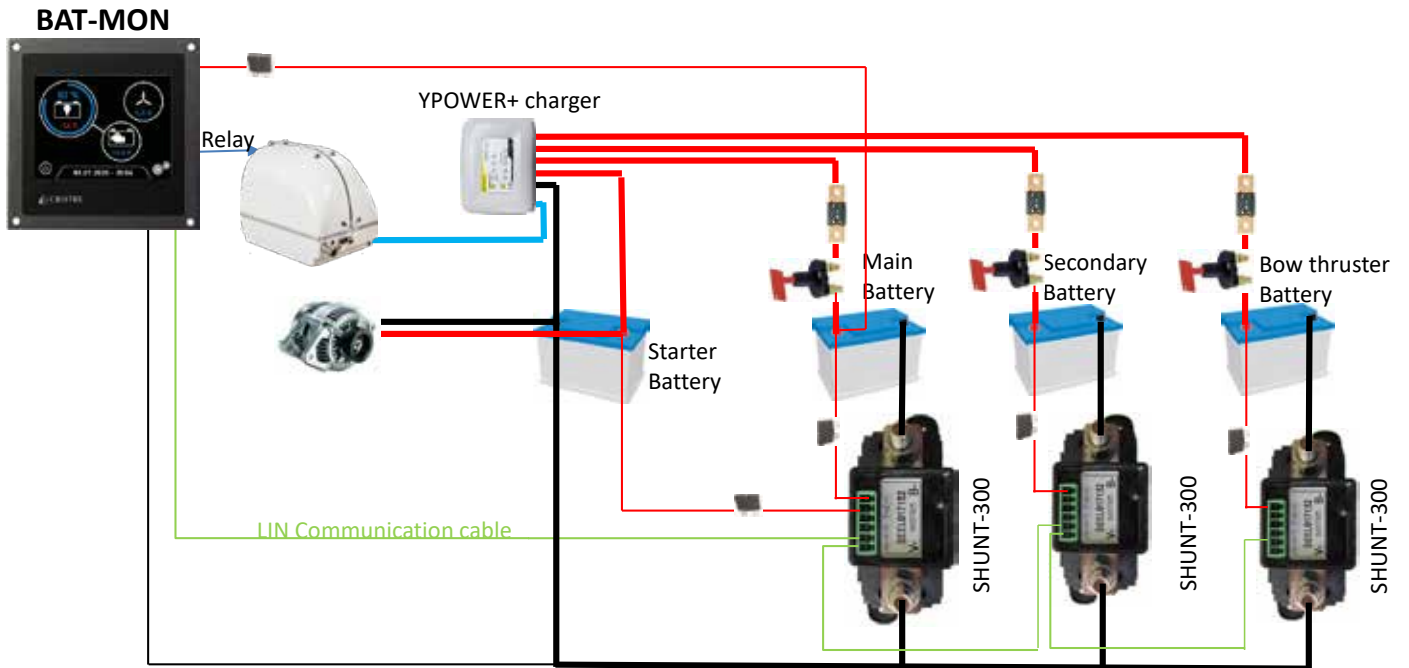 BAT-MON
YPOWER+ charger
Relay
Main
Battery
Secondary
Battery
Bow thruster
Battery
Starter
Battery
LIN Communication cable
SHUNT-300
SHUNT-300
SHUNT-300